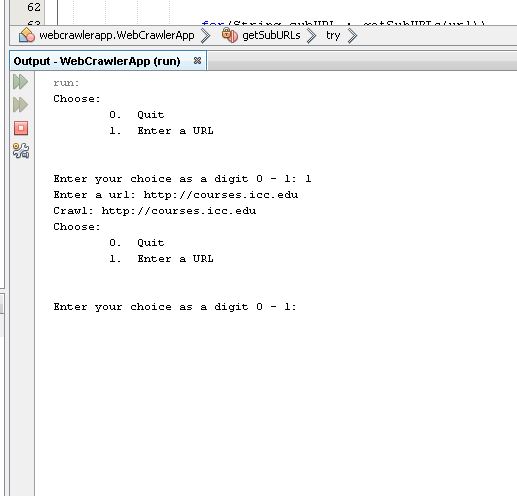 62
63 for(String subURL : getSubURLs(url))
webcrawlerapp.WebCrawlerApp getSubURLs try
Output - WebCrawlerApp (run)
run:
Choose:
0. Quit
1. Enter a URL
Enter your choice as a digit 0 - 1: 1
Enter a url: http://courses.icc.edu
Crawl: http://courses.icc.edu
Choose:
0. Quit
1. Enter a URL
Enter your choice as a digit 0 - 1: